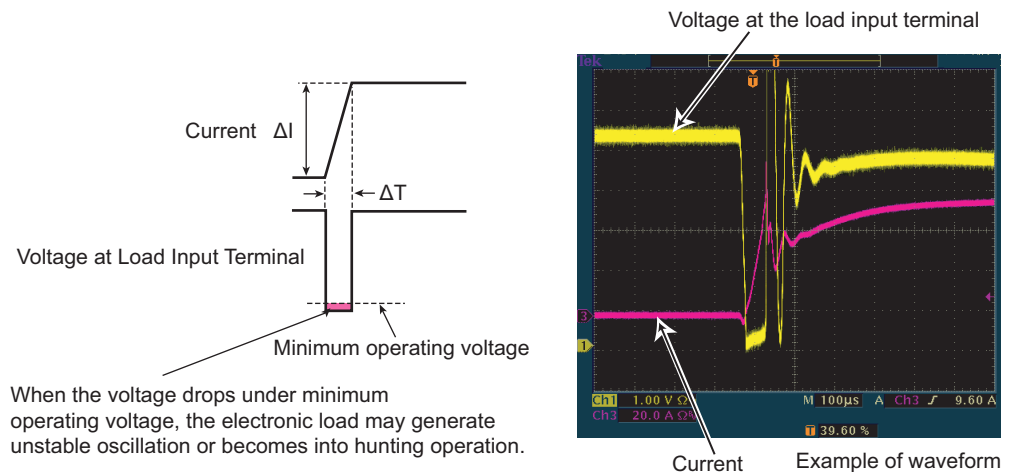 Voltage at the load input terminal
Current ΔI
ΔT
Voltage at Load Input Terminal
Minimum operating voltage
When the voltage drops under minimum
operating voltage, the electronic load may generate
unstable oscillation or becomes into hunting operation.
Tek
T
T
3
1
Ch1 1.00 V Ω
M 100µs A Ch3 9.60 A
Ch3 20.0 A Ω
T 39.60 %
Current
Example of waveform